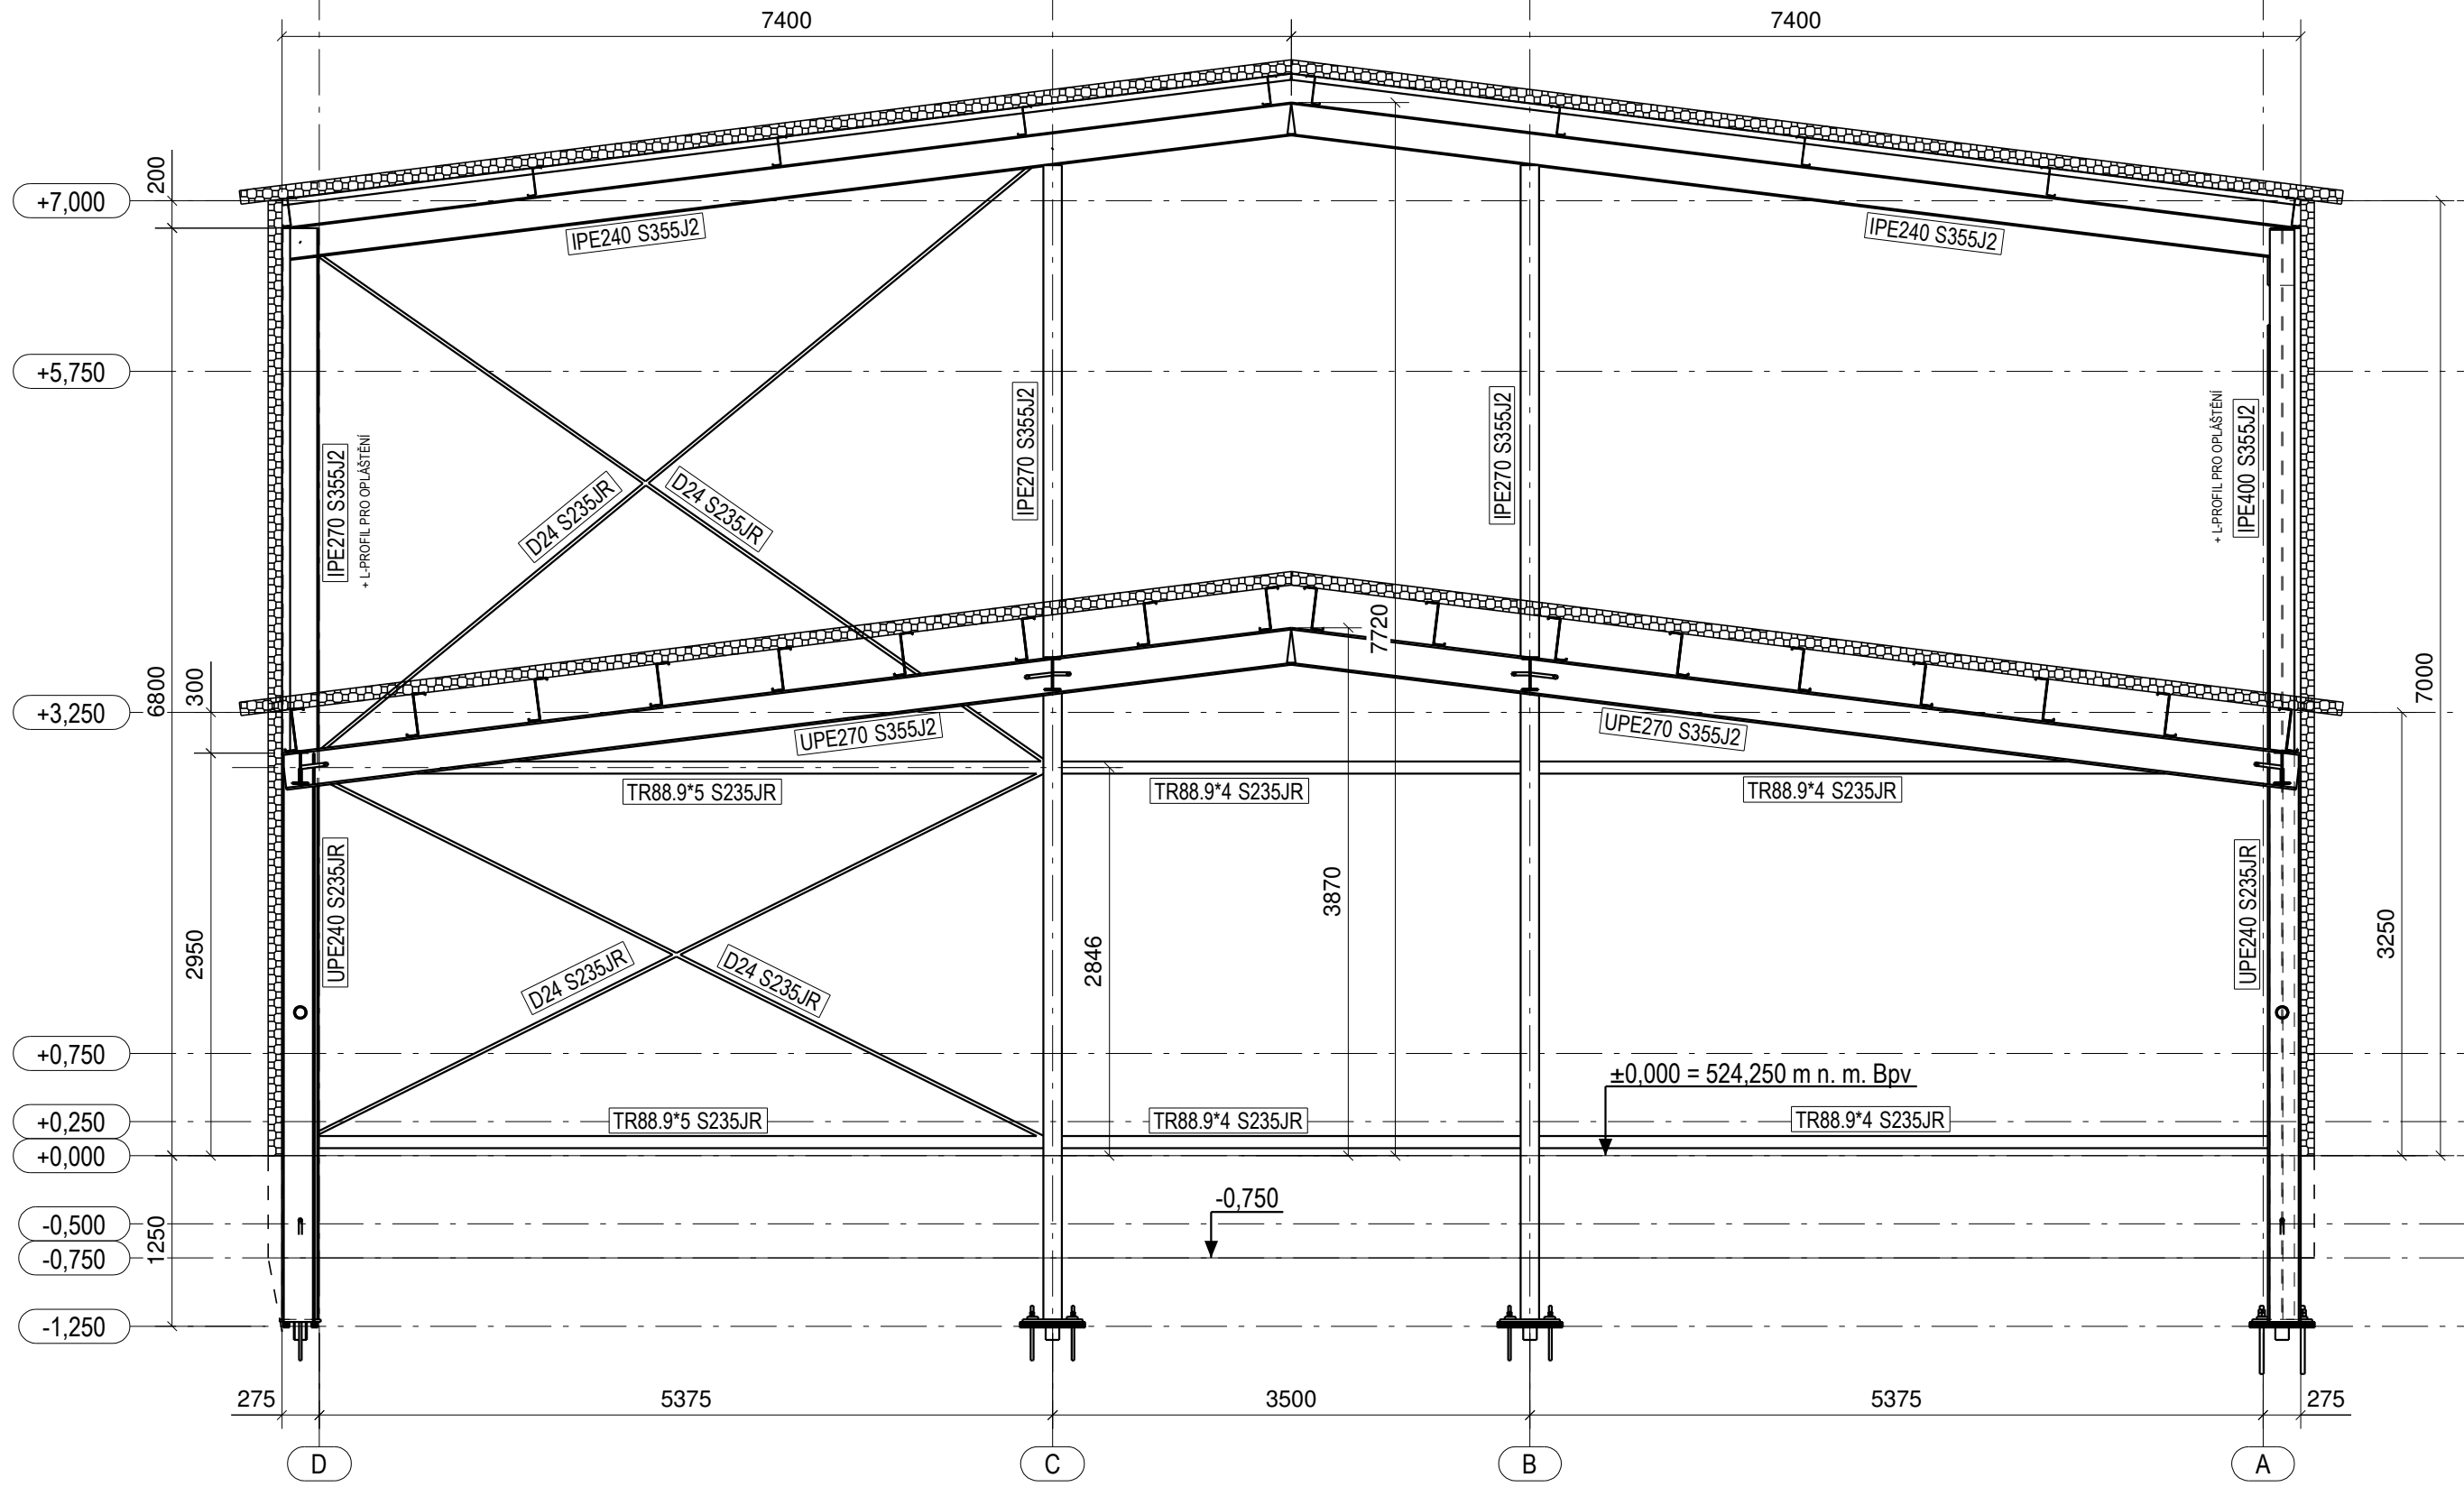 7400
7400
200
+7,000
IPE240 S355J2
IPE240 S355J2
+5,750
IPE270 S355J2
+ L-PROFIL PRO OPLÁŠTĚNÍ
D24 S235JR
D24 S235JR
IPE270 S355J2
IPE270 S355J2
+ L-PROFIL PRO OPLÁŠTĚNÍ
IPE400 S355J2
7720
6800
300
7000
+3,250
UPE270 S355J2
UPE270 S355J2
TR88.9*5 S235JR
TR88.9*4 S235JR
TR88.9*4 S235JR
2950
UPE240 S235JR
D24 S235JR
D24 S235JR
2846
3870
UPE240 S235JR
3250
+0,750
±0,000 = 524,250 m n. m. Bpv
+0,250
TR88.9*5 S235JR
TR88.9*4 S235JR
TR88.9*4 S235JR
+0,000
-0,750
-0,500
1250
-0,750
-1,250
275
5375
3500
5375
275
D
C
B
A